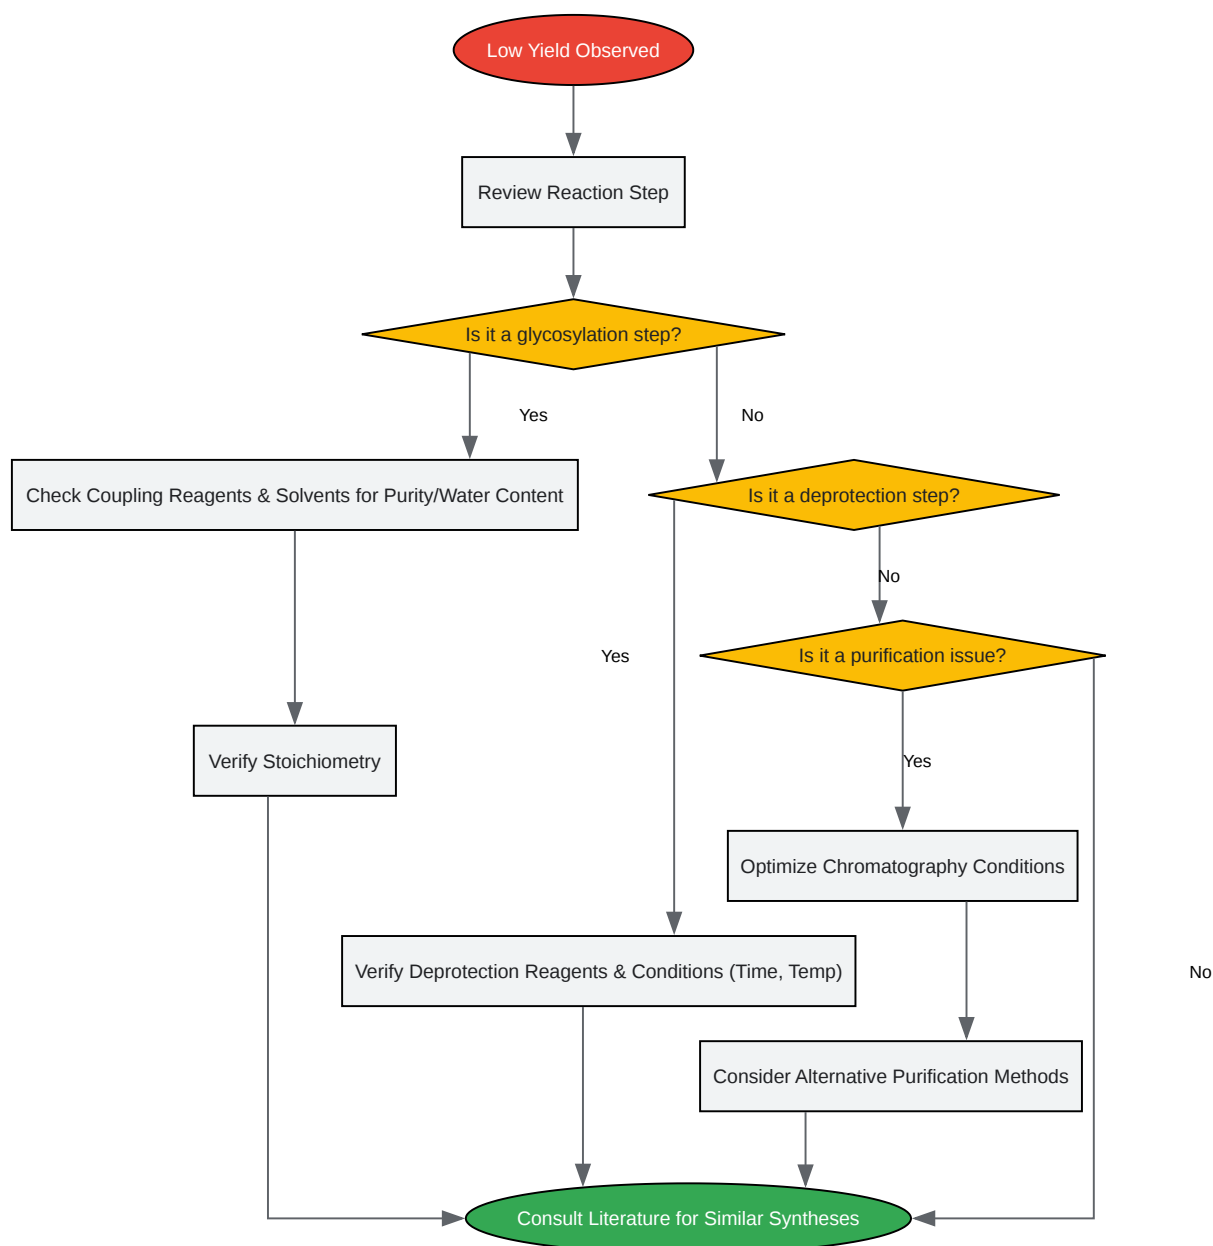 Low Yield Observed
Review Reaction Step
Is it a glycosylation step?
Yes
No
Check Coupling Reagents & Solvents for Purity/Water Content
Is it a deprotection step?
No
Yes
Is it a purification issue?
Verify Stoichiometry
Yes
Optimize Chromatography Conditions
Verify Deprotection Reagents & Conditions (Time, Temp)
No
Consider Alternative Purification Methods
Consult Literature for Similar Syntheses